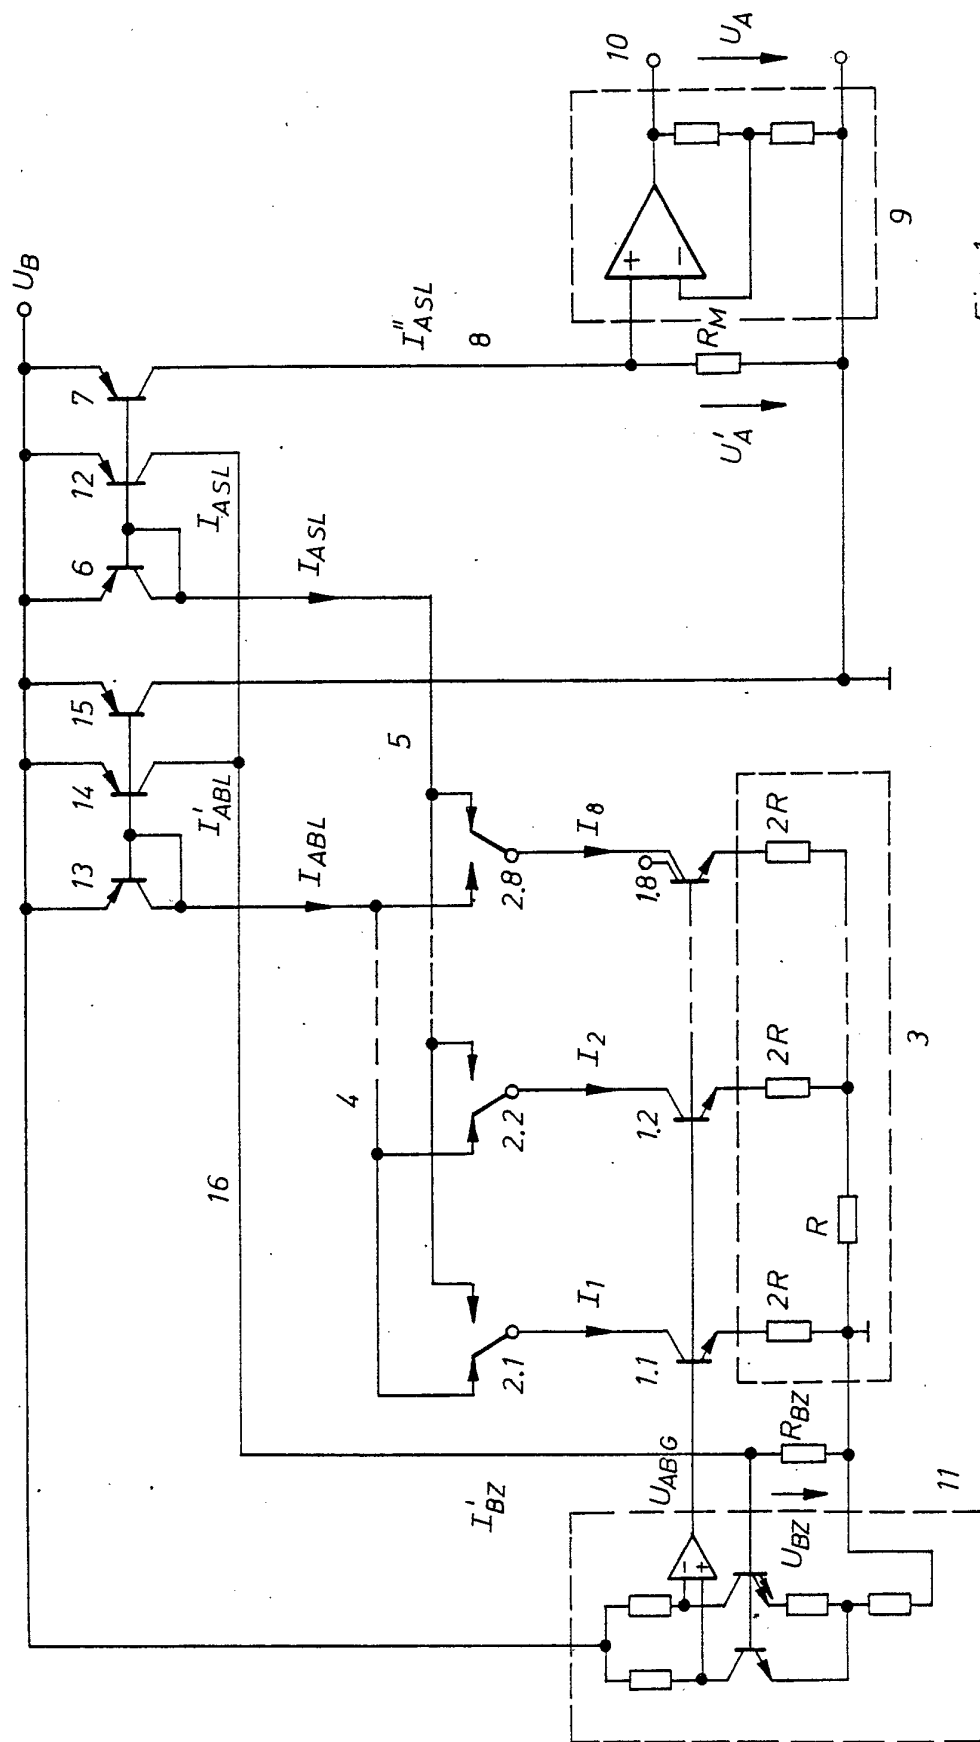 U_B
13
14
15
6
12
7
I'_ABL
I_ASL
I_ABL
I_ASL
I"_ASL
8
16
4
5
10
U_A
+
−
9
R_M
U'_A
2.1
2.2
2.8
I_1
I_2
I_8
I'_BZ
U_ABG
1.1
1.2
1.8
−
+
U_BZ
R_BZ
2R
2R
2R
R
11
3